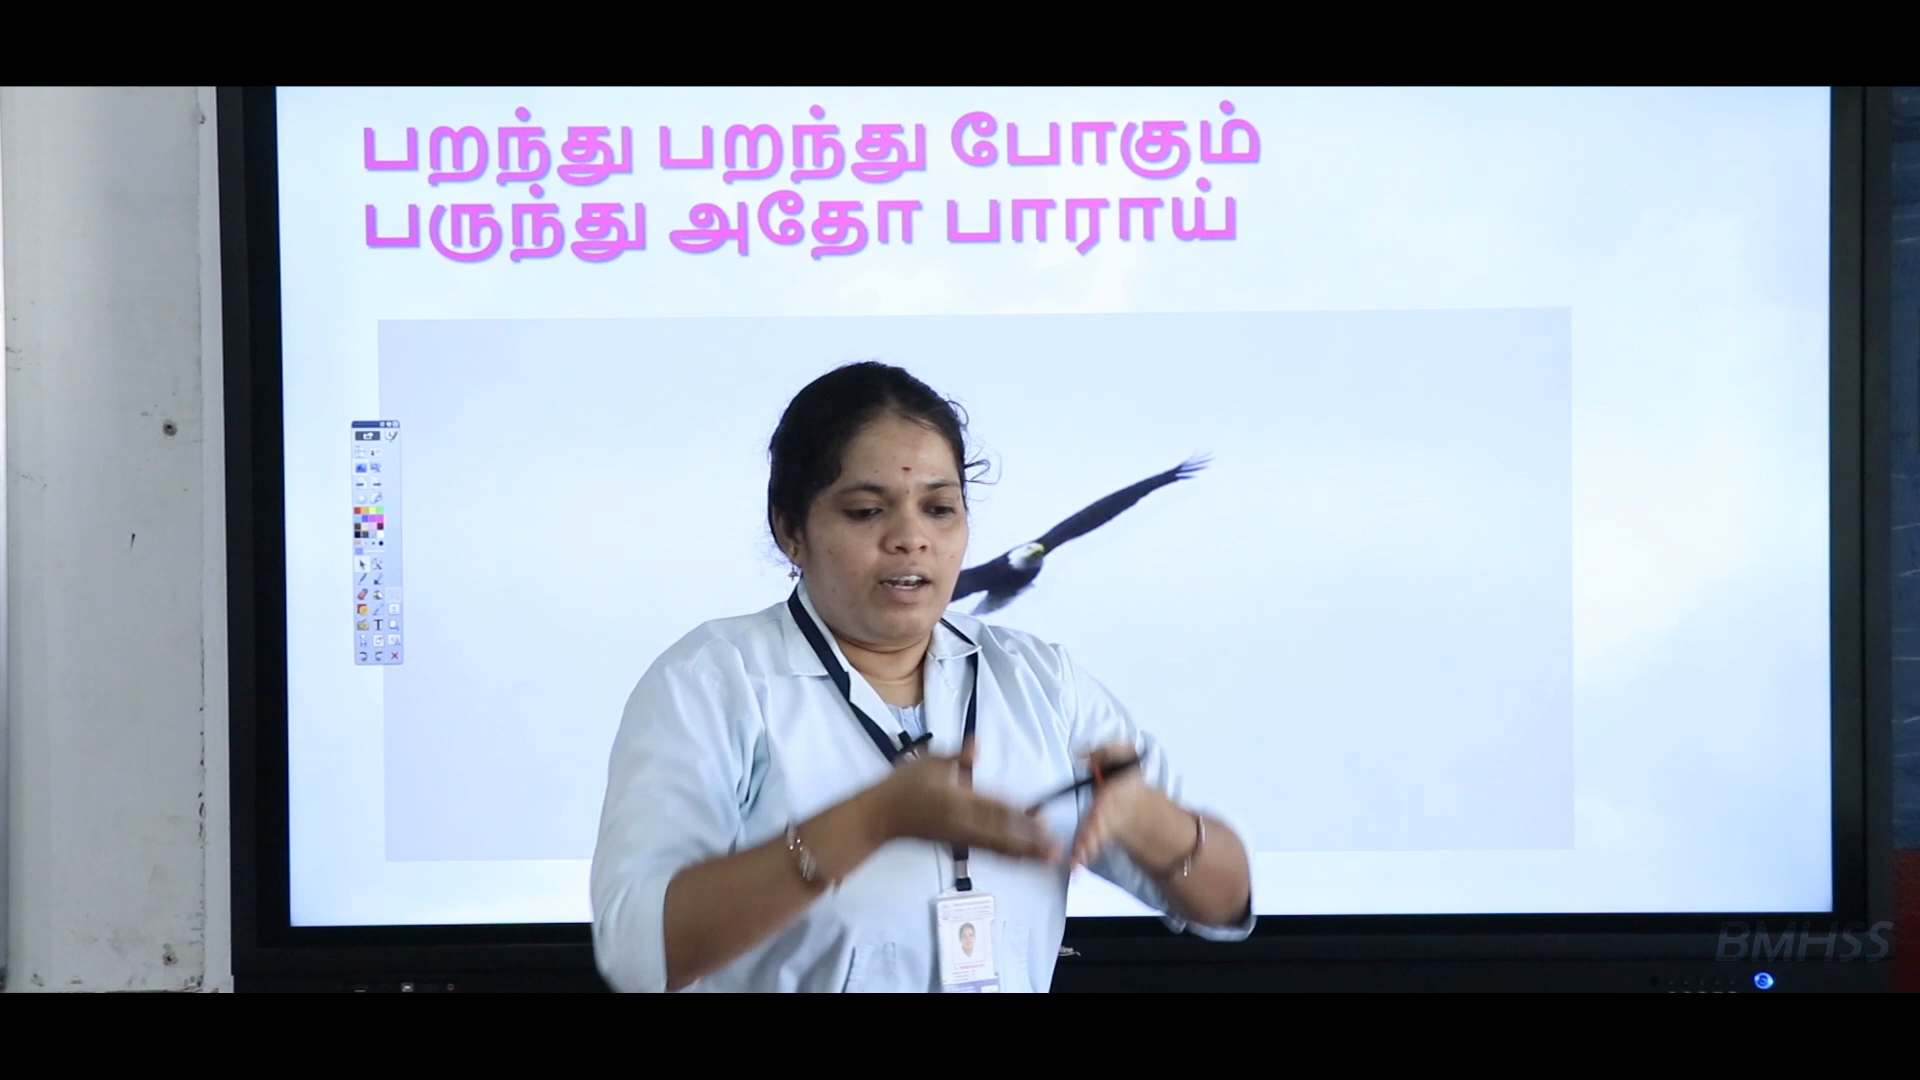 பறந்து பறந்து போகும்
பருந்து அதோ பாராய்
BMHSS